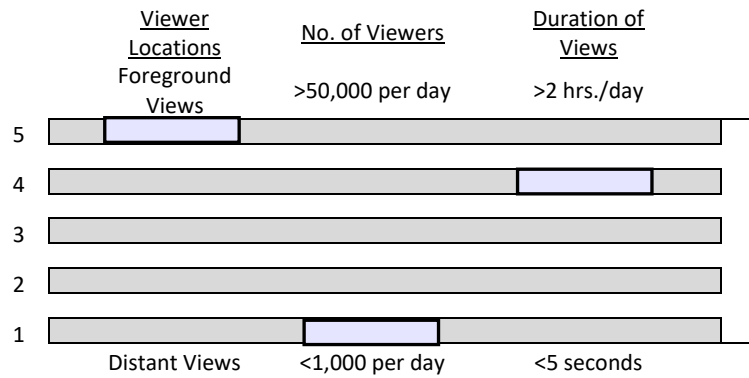 Viewer
Locations
Foreground
Views
No. of Viewers
>50,000 per day
Duration of
Views
>2 hrs./day
5
4
3
2
1
Distant Views
<1,000 per day
<5 seconds